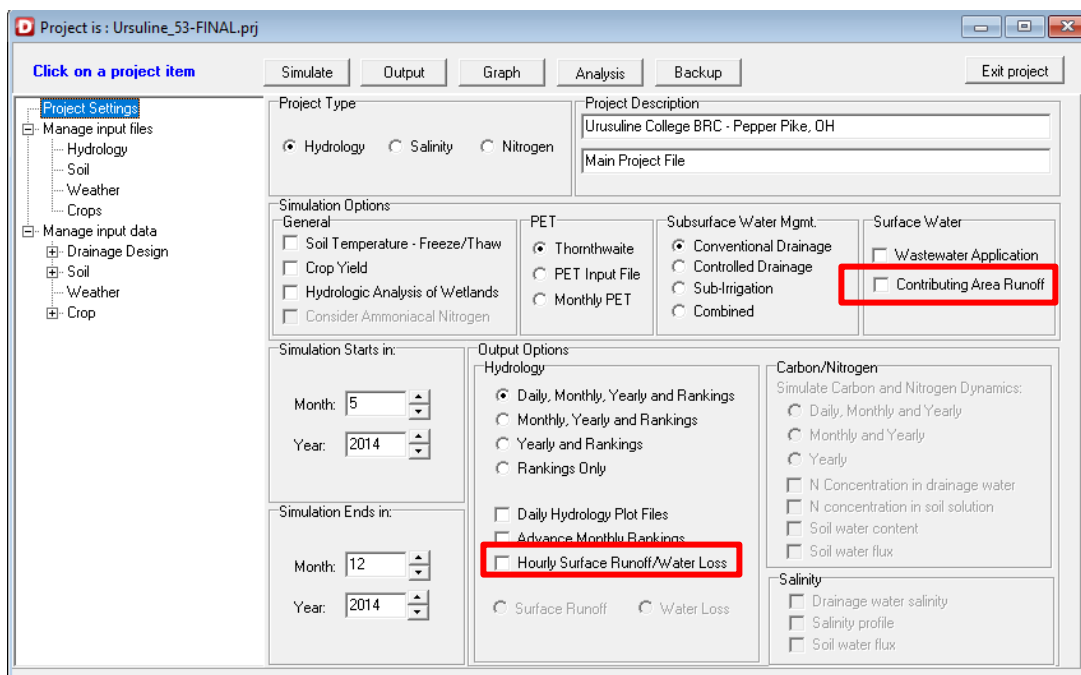 Project is : Ursuline_53-FINAL.prj
Click on a project item
Simulate Output Graph Analysis Backup Exit project
Project Settings
Manage input files
Hydrology
Soil
Weather
Crops
Manage input data
Drainage Design
Soil
Weather
Crop
Project Type
Hydrology Salinity Nitrogen
Project Description
Urusuline College BRC - Pepper Pike, OH
Main Project File
Simulation Options
General
Soil Temperature - Freeze/Thaw
Crop Yield
Hydrologic Analysis of Wetlands
Consider Ammoniacal Nitrogen
PET
Thornthwaite
PET Input File
Monthly PET
Subsurface Water Mgmt.
Conventional Drainage
Controlled Drainage
Sub-Irrigation
Combined
Surface Water
Wastewater Application
Contributing Area Runoff
Simulation Starts in:
Month: 5
Year: 2014
Simulation Ends in:
Month: 12
Year: 2014
Output Options
Hydrology
Daily, Monthly, Yearly and Rankings
Monthly, Yearly and Rankings
Yearly and Rankings
Rankings Only
Daily Hydrology Plot Files
Advance Monthly Rankings
Hourly Surface Runoff/Water Loss
Surface Runoff Water Loss
Carbon/Nitrogen
Simulate Carbon and Nitrogen Dynamics:
Daily, Monthly and Yearly
Monthly and Yearly
Yearly
N Concentration in drainage water
N concentration in soil solution
Soil water content
Soil water flux
Salinity
Drainage water salinity
Salinity profile
Soil water flux